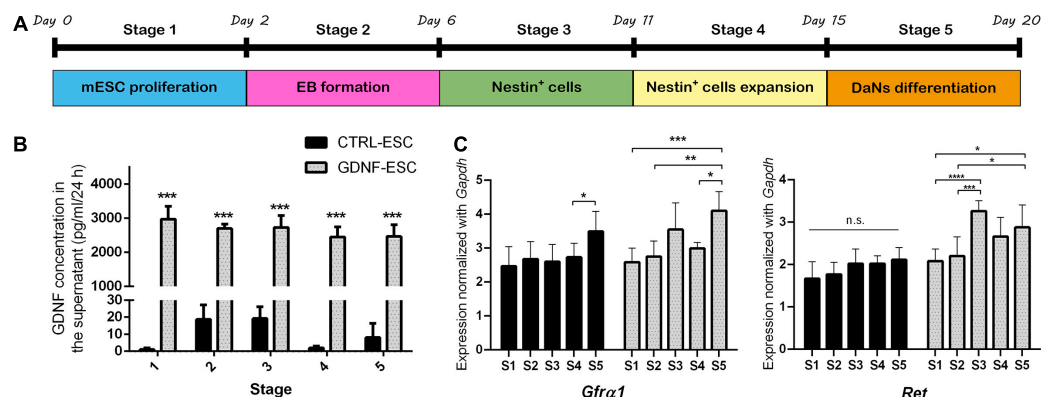 A
Day 0
Day 2
Day 6
Day 11
Day 15
Day 20
Stage 1
Stage 2
Stage 3
Stage 4
Stage 5
mESC proliferation
EB formation
Nestin+ cells
Nestin+ cells expansion
DaNs differentiation
B
CTRL-ESC
GDNF-ESC
GDNF concentration in
the supernatant (pg/ml/24 h)
4000
3000
2000
1000
30
20
10
0
***
***
***
***
***
1
2
3
4
5
Stage
C
Expression normalized with Gapdh
5
4
3
2
1
0
*
***
**
*
S1 S2 S3 S4 S5
S1 S2 S3 S4 S5
Gfrα1
Expression normalized with Gapdh
5
4
3
2
1
0
n.s.
*
*
****
***
S1 S2 S3 S4 S5
S1 S2 S3 S4 S5
Ret